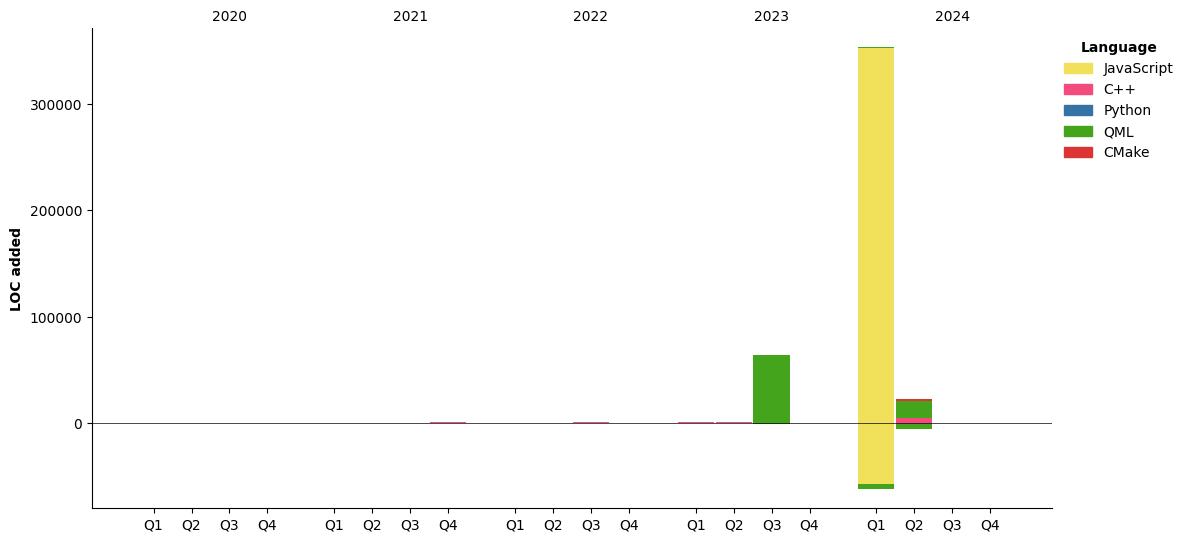 2020 2021 2022 2023 2024
Language
JavaScript
C++
Python
QML
CMake
LOC added
300000
200000
100000
0
Q1 Q2 Q3 Q4 Q1 Q2 Q3 Q4 Q1 Q2 Q3 Q4 Q1 Q2 Q3 Q4 Q1 Q2 Q3 Q4